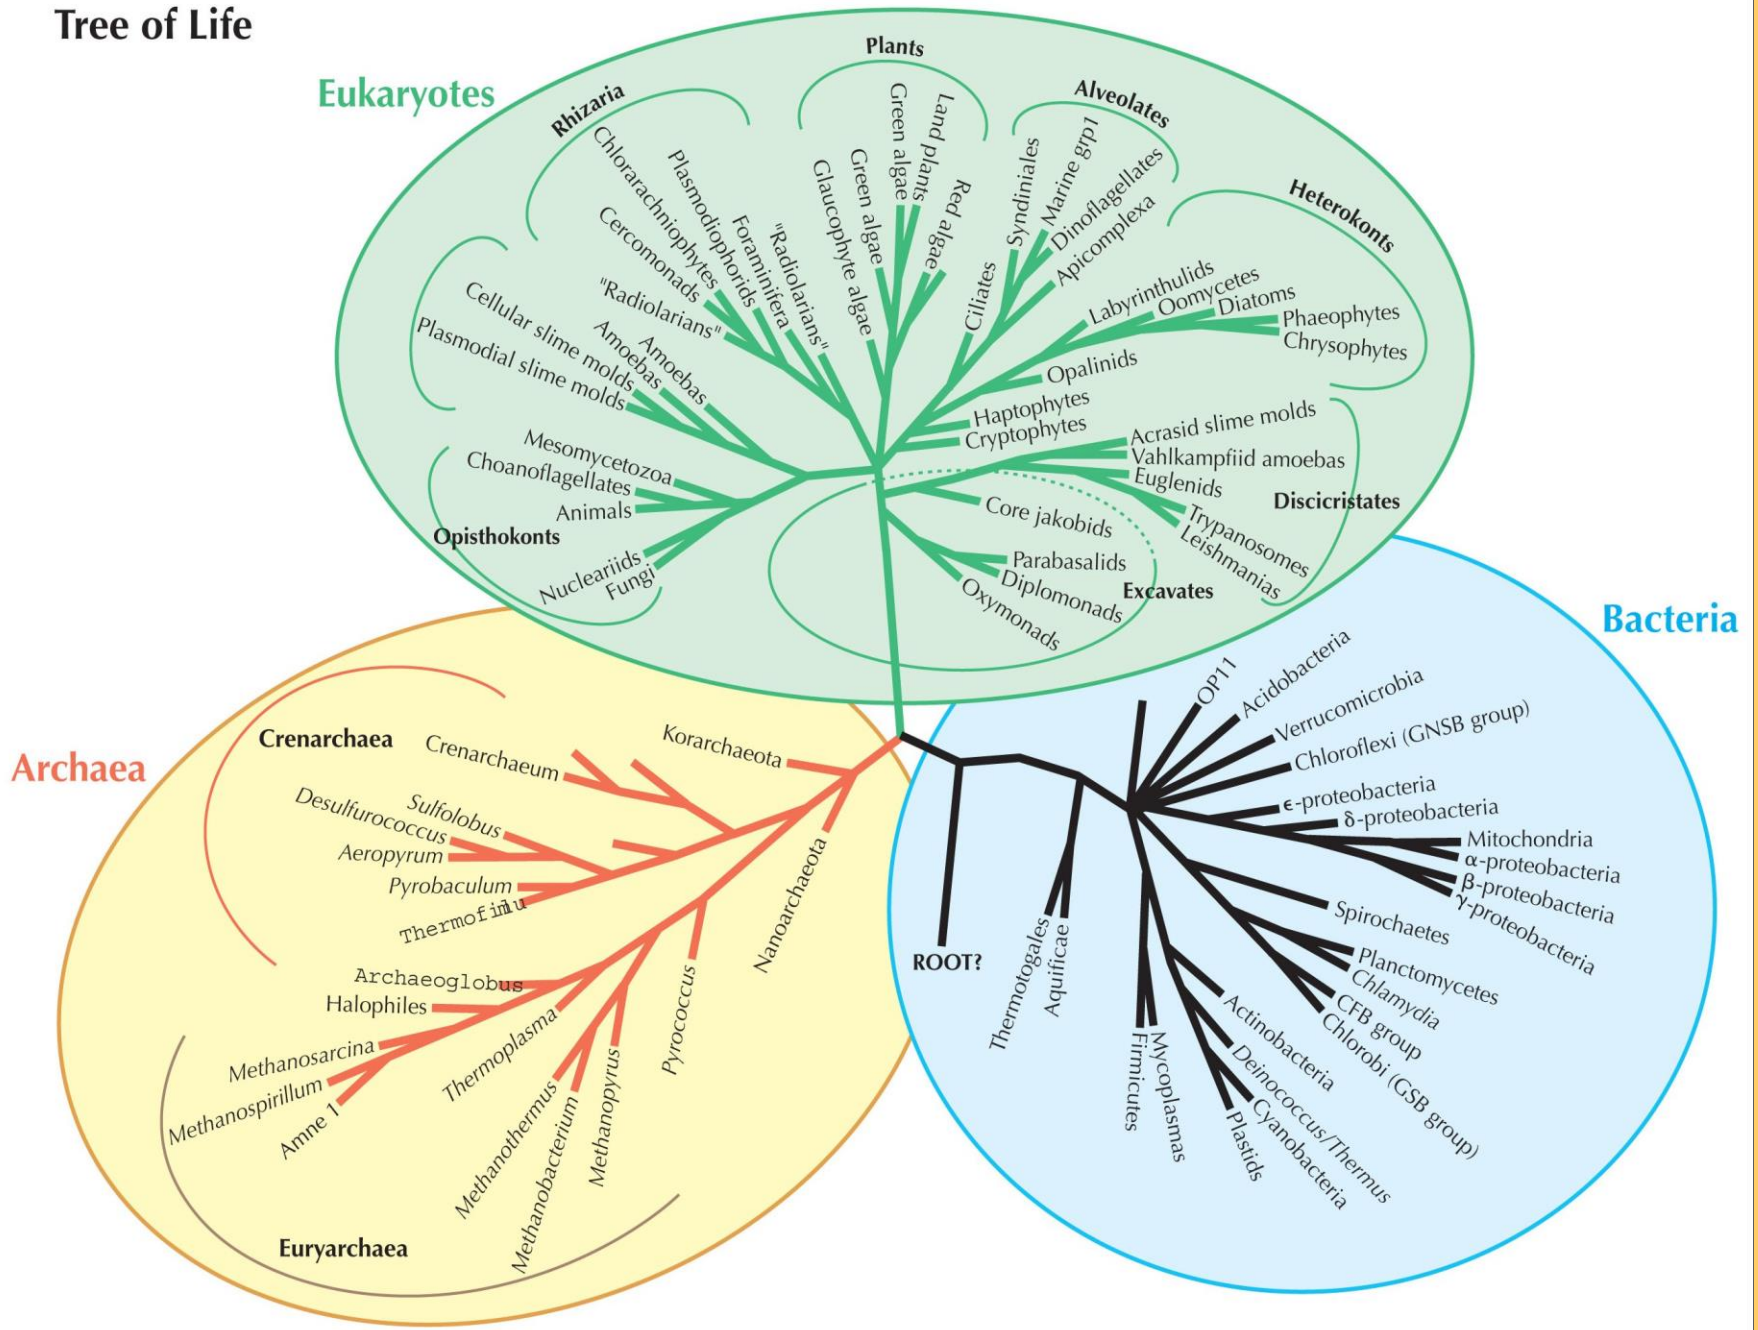 Tree of Life
Eukaryotes
Rhizaria
Plants
Alveolates
Heterokonts
Chlorarachniophytes
Plasmodiophorids
Cercomonads
Foraminifera
"Radiolarians"
"Radiolarians"
Glaucophyte algae
Green algae
Green algae
Land plants
Red algae
Ciliates
Syndiniales
Marine grp1
Dinoflagellates
Apicomplexa
Labyrinthulids
Oomycetes
Diatoms
Phaeophytes
Chrysophytes
Opalinids
Haptophytes
Cryptophytes
Cellular slime molds
Plasmodial slime molds
Amoebas
Amoebas
Mesomycetozoa
Choanoflagellates
Animals
Opisthokonts
Nucleariids
Fungi
Acrasid slime molds
Vahlkampfiid amoebas
Euglenids
Discicristates
Trypanosomes
Leishmanias
Core jakobids
Parabasalids
Diplomonads
Oxymonads
Excavates
Bacteria
OP11
Acidobacteria
Verrucomicrobia
Chloroflexi (GNSB group)
ϵ-proteobacteria
δ-proteobacteria
Mitochondria
α-proteobacteria
β-proteobacteria
γ-proteobacteria
Spirochaetes
Planctomycetes
Chlamydia
CFB group
Chlorobi (GSB group)
Actinobacteria
Deinococcus/Thermus
Cyanobacteria
Plastids
Mycoplasmas
Firmicutes
Aquificae
Thermotogales
ROOT?
Archaea
Crenarchaea
Korarchaeota
Crenarchaeum
Sulfolobus
Desulfurococcus
Aeropyrum
Pyrobaculum
Nanoarchaeota
Archaeoglobus
Halophiles
Methanosarcina
Methanospirillum
Amne 1
Thermoplasma
Methanothermus
Methanobacterium
Methanopyrus
Pyrococcus
Euryarchaea